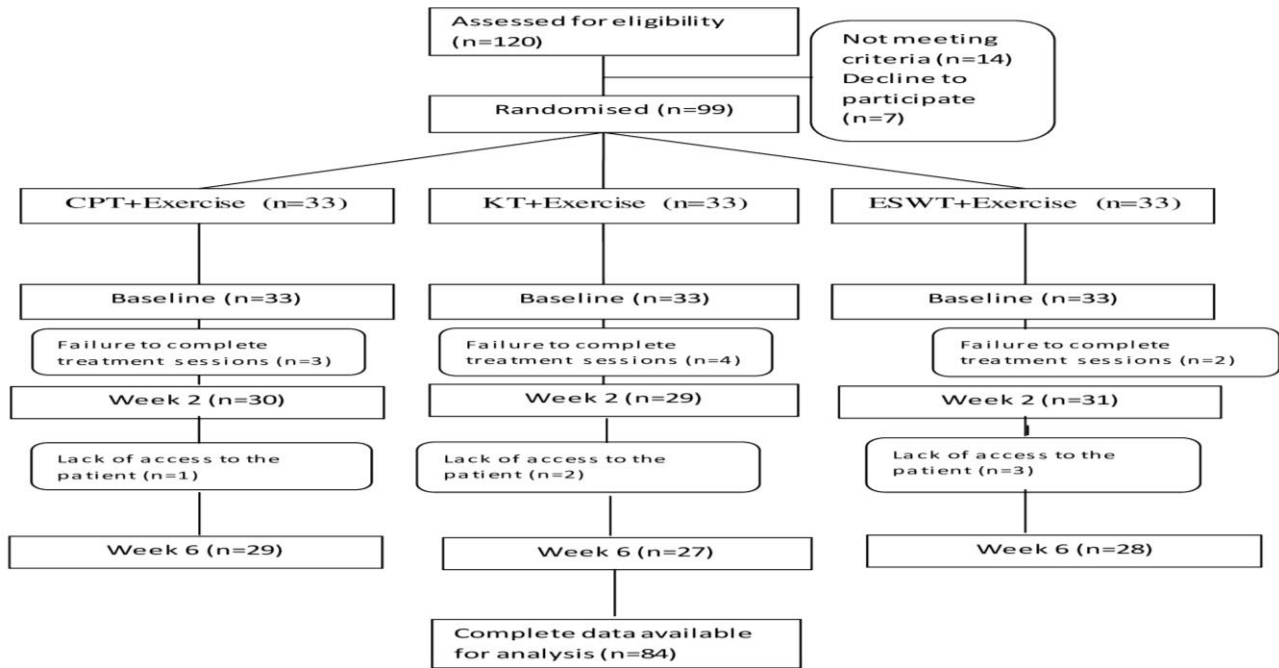 Assessed for eligibility
(n=120)
Not meeting
criteria (n=14)
Decline to
participate
(n=7)
Randomised (n=99)
CPT+Exercise (n=33)
KT+Exercise (n=33)
ESWT+Exercise (n=33)
Baseline (n=33)
Baseline (n=33)
Baseline (n=33)
Failure to complete
treatment sessions (n=3)
Failure to complete
treatment sessions (n=4)
Failure to complete
treatment sessions (n=2)
Week 2 (n=30)
Week 2 (n=29)
Week 2 (n=31)
Lack of access to the
patient (n=1)
Lack of access to the
patient (n=2)
Lack of access to the
patient (n=3)
Week 6 (n=29)
Week 6 (n=27)
Week 6 (n=28)
Complete data available
for analysis (n=84)